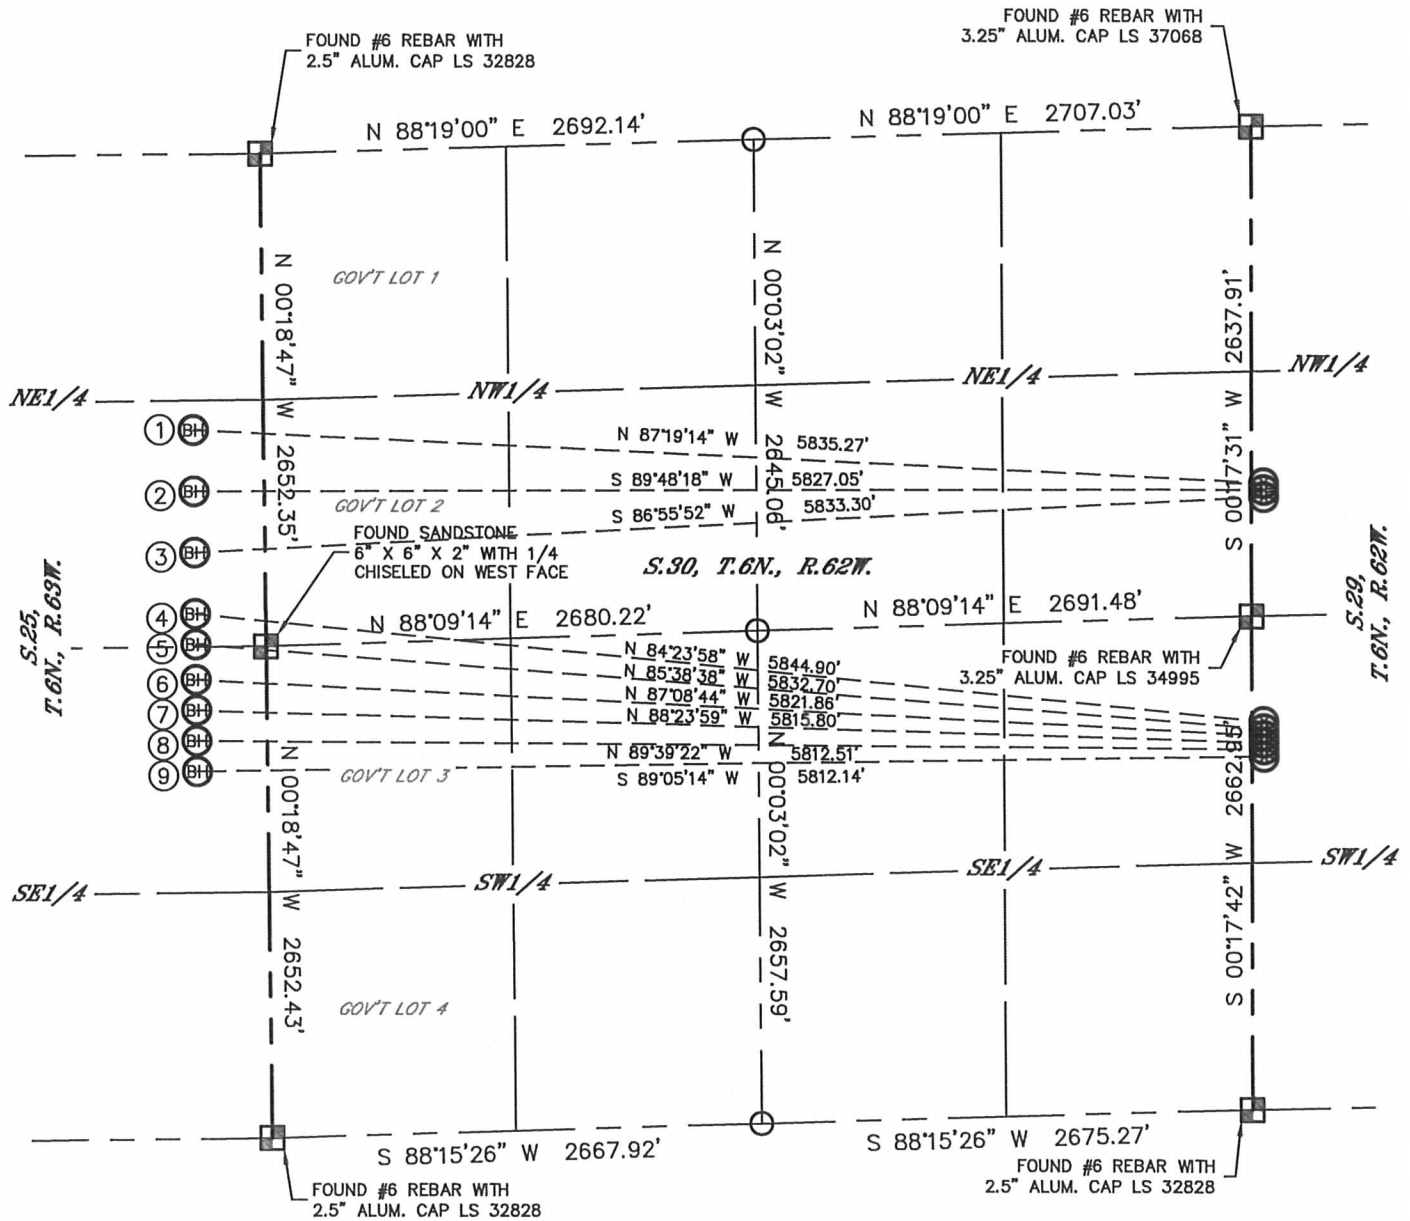 FOUND #6 REBAR WITH
2.5" ALUM. CAP LS 32828
FOUND #6 REBAR WITH
3.25" ALUM. CAP LS 37068
N 88°19'00" E 2692.14'
N 88°19'00" E 2707.03'
N 00°18'47" W 2652.35'
GOV'T LOT 1
N 00°03'02" W 2645.06'
S 00°17'31" W 2637.91'
NE1/4
NW1/4
NE1/4
NW1/4
1 BH
N 87°19'14" W 5835.27'
2 BH
S 89°48'18" W 5827.05'
GOV'T LOT 2
S 86°55'52" W 5833.30'
3 BH
FOUND SANDSTONE
6" X 6" X 2" WITH 1/4
CHISELED ON WEST FACE
S.30, T.6N., R.62W.
S.25,
T.6N., R.63W.
S.29,
T.6N., R.62W.
4 BH
N 88°09'14" E 2680.22'
N 88°09'14" E 2691.48'
5 BH
N 84°23'58" W 5844.90'
FOUND #6 REBAR WITH
3.25" ALUM. CAP LS 34995
N 85°38'38" W 5832.70'
6 BH
N 87°08'44" W 5821.86'
7 BH
N 88°23'59" W 5815.80'
8 BH
N 89°39'22" W 5812.51'
9 BH
GOV'T LOT 3
S 89°05'14" W 5812.14'
N 00°18'47" W 2652.43'
N 00°03'02" W 2657.59'
S 00°17'42" W 2662.95'
SE1/4
SW1/4
SE1/4
SW1/4
GOV'T LOT 4
S 88°15'26" W 2667.92'
S 88°15'26" W 2675.27'
FOUND #6 REBAR WITH
2.5" ALUM. CAP LS 32828
FOUND #6 REBAR WITH
2.5" ALUM. CAP LS 32828